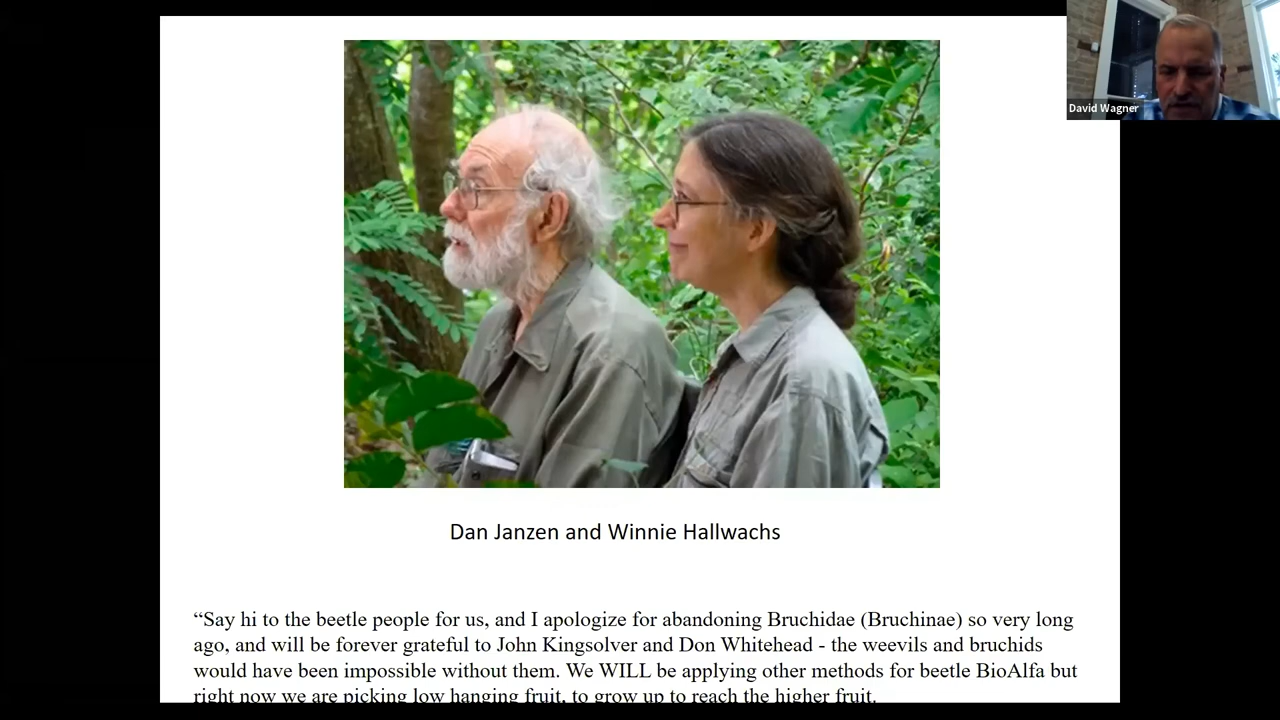 David Wagner
Dan Janzen and Winnie Hallwachs
“Say hi to the beetle people for us, and I apologize for abandoning Bruchidae (Bruchinae) so very long
ago, and will be forever grateful to John Kingsolver and Don Whitehead - the weevils and bruchids
would have been impossible without them. We WILL be applying other methods for beetle BioAlfa but
right now we are picking low hanging fruit, to grow up to reach the higher fruit.